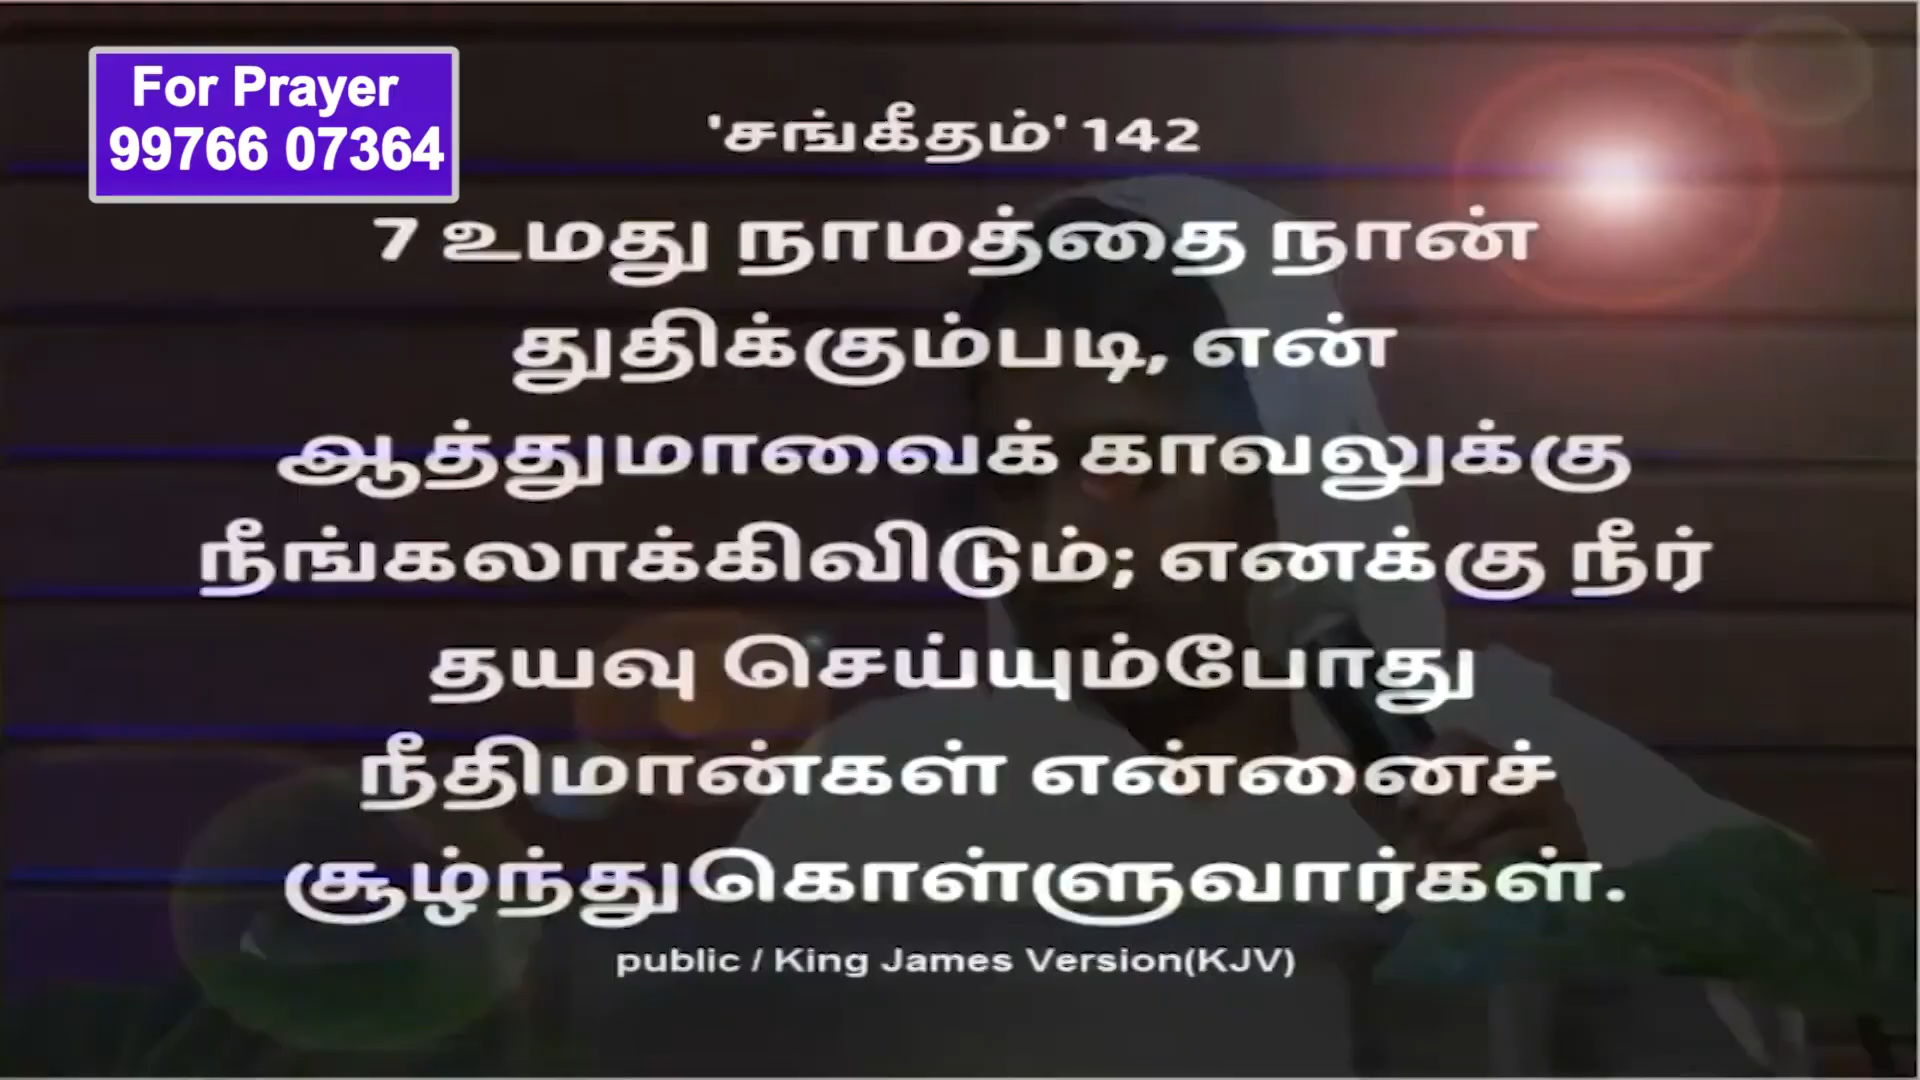 For Prayer
99766 07364
'சங்கீதம்' 142
7 உமது நாமத்தை நான்
துதிக்கும்படி, என்
ஆத்துமாவைக் காவலுக்கு
நீங்கலாக்கிவிடும்; எனக்கு நீர்
தயவு செய்யும்போது
நீதிமான்கள் என்னைச்
சூழ்ந்துகொள்ளுவார்கள்.
public / King James Version(KJV)